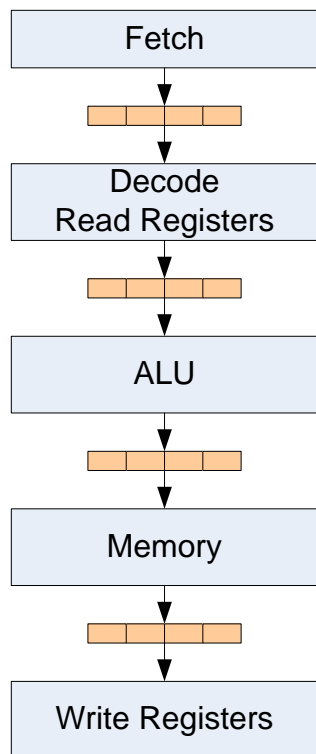 Fetch
Decode
Read Registers
ALU
Memory
Write Registers